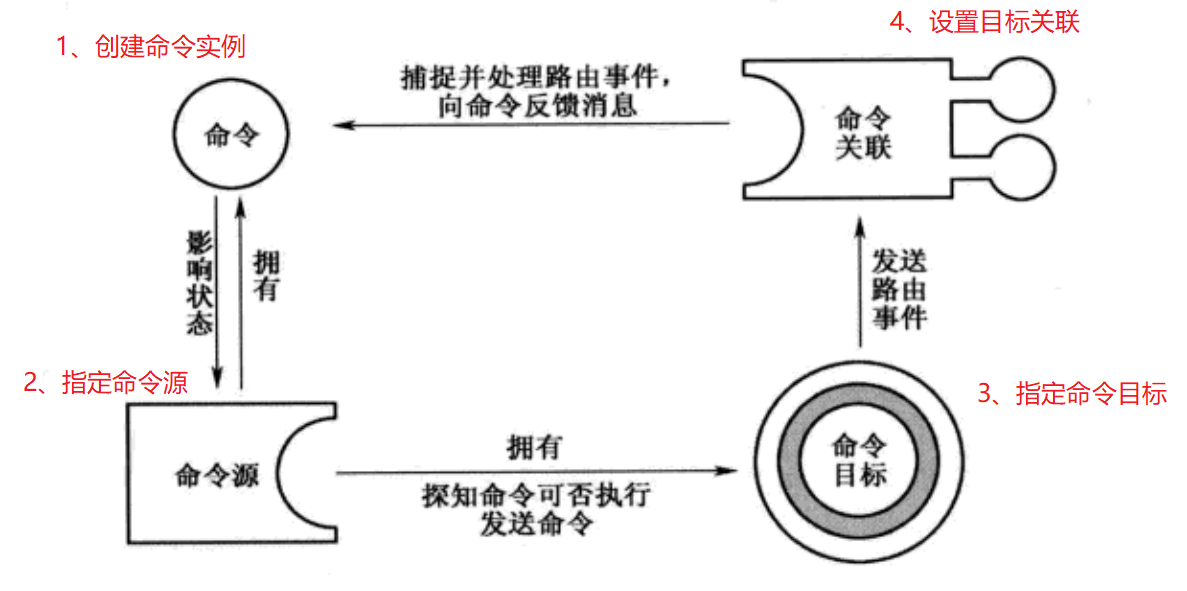 4、设置目标关联
1、创建命令实例
捕捉并处理路由事件，
向命令反馈消息
命令
命令
关联
影响状态
拥有
发送
路由
事件
2、指定命令源
3、指定命令目标
命令源
拥有
探知命令可否执行
发送命令
命令
目标